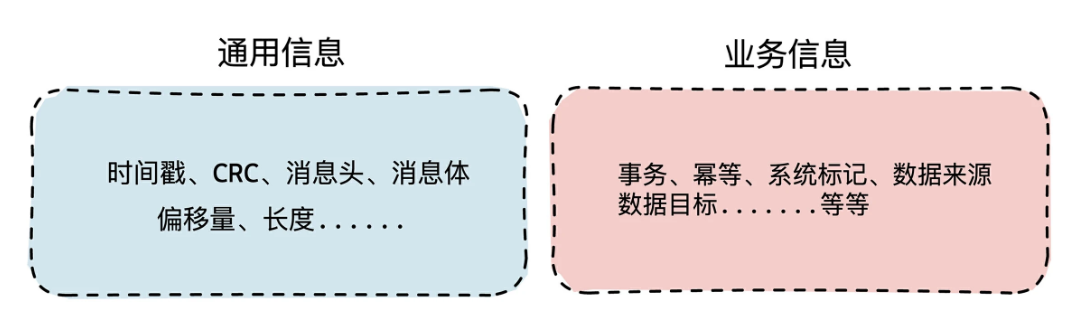 通用信息
时间戳、CRC、消息头、消息体
偏移量、长度......
业务信息
事务、幂等、系统标记、数据来源
数据目标.......等等